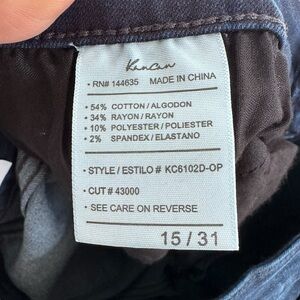 KanCan
• RN# 144635 MADE IN CHINA
• 54% COTTON / ALGODON
• 34% RAYON / RAYON
• 10% POLYESTER / POLIESTER
• 2% SPANDEX / ELASTANO
• STYLE / ESTILO # KC6102D-OP
• CUT # 43000
• SEE CARE ON REVERSE
15 / 31